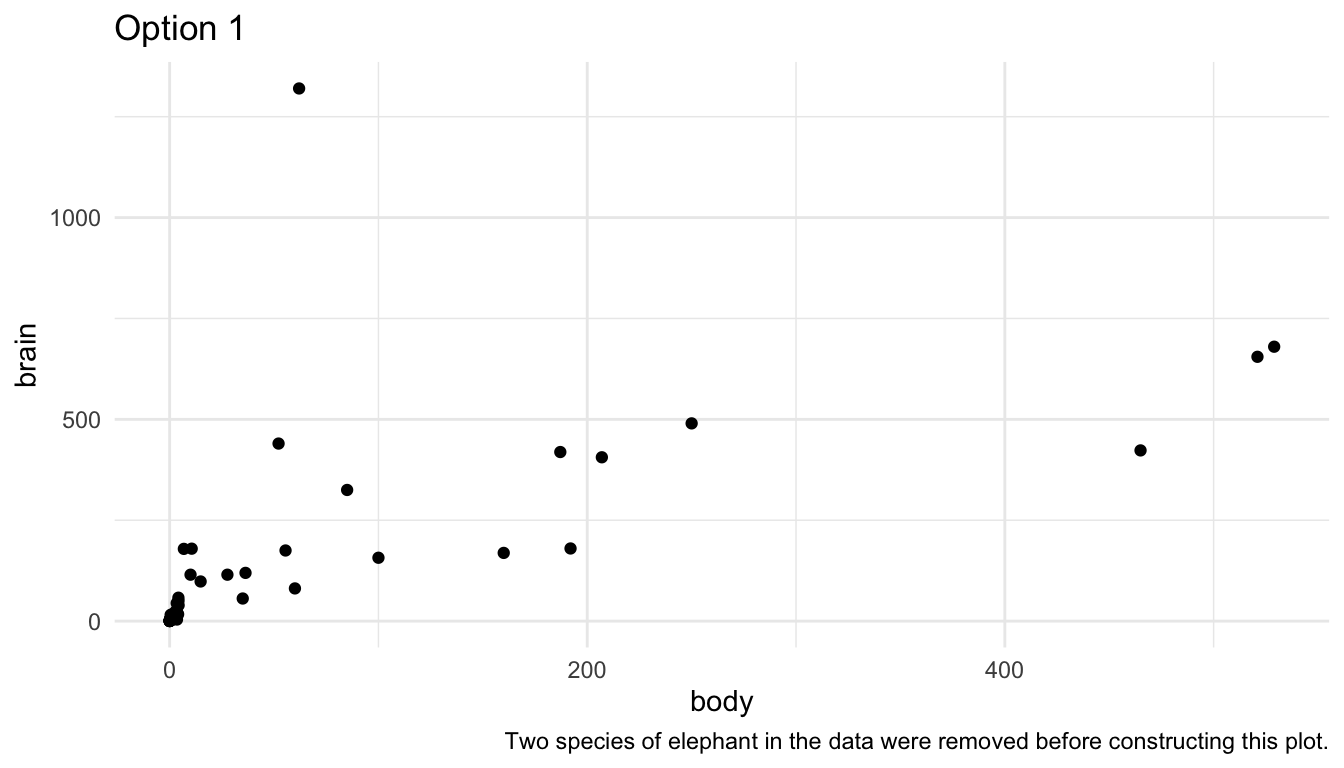 Option 1
1000
500
0
brain
0 200 400
body
Two species of elephant in the data were removed before constructing this plot.